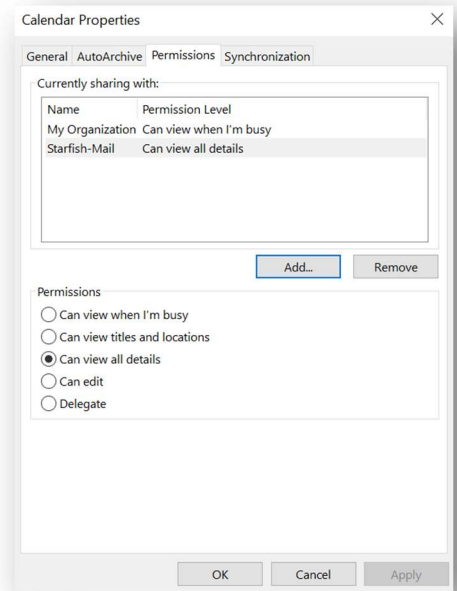 Calendar Properties
General AutoArchive Permissions Synchronization
Currently sharing with:
Name Permission Level
My Organization Can view when I'm busy
Starfish-Mail Can view all details
Add... Remove
Permissions
Can view when I'm busy
Can view titles and locations
Can view all details
Can edit
Delegate
OK Cancel Apply